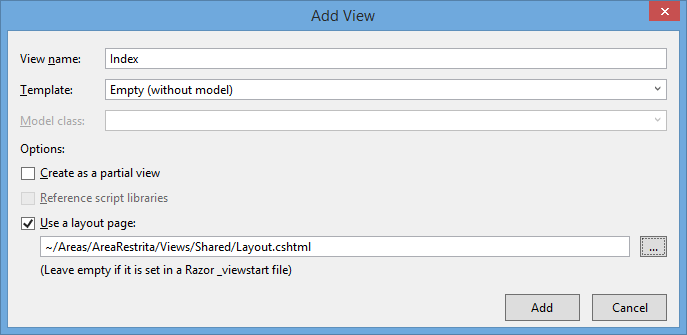 Add View
View name: Index
Template: Empty (without model)
Model class:
Options:
Create as a partial view
Reference script libraries
Use a layout page:
~/Areas/AreaRestrita/Views/Shared/Layout.cshtml ...
(Leave empty if it is set in a Razor _viewstart file)
Add Cancel